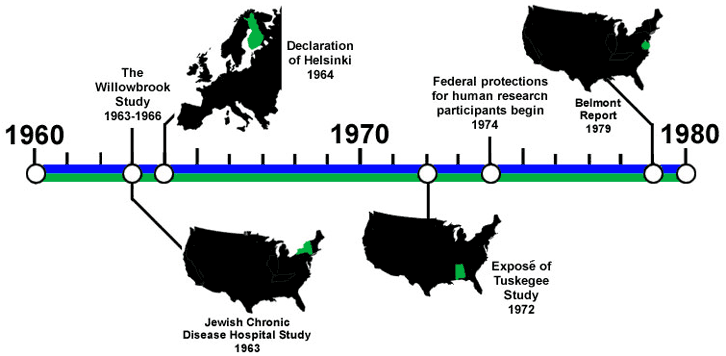 1960
The
Willowbrook
Study
1963-1966
Declaration
of Helsinki
1964
1970
Federal protections
for human research
participants begin
1974
Belmont
Report
1979
1980
Jewish Chronic
Disease Hospital Study
1963
Exposé of
Tuskegee
Study
1972